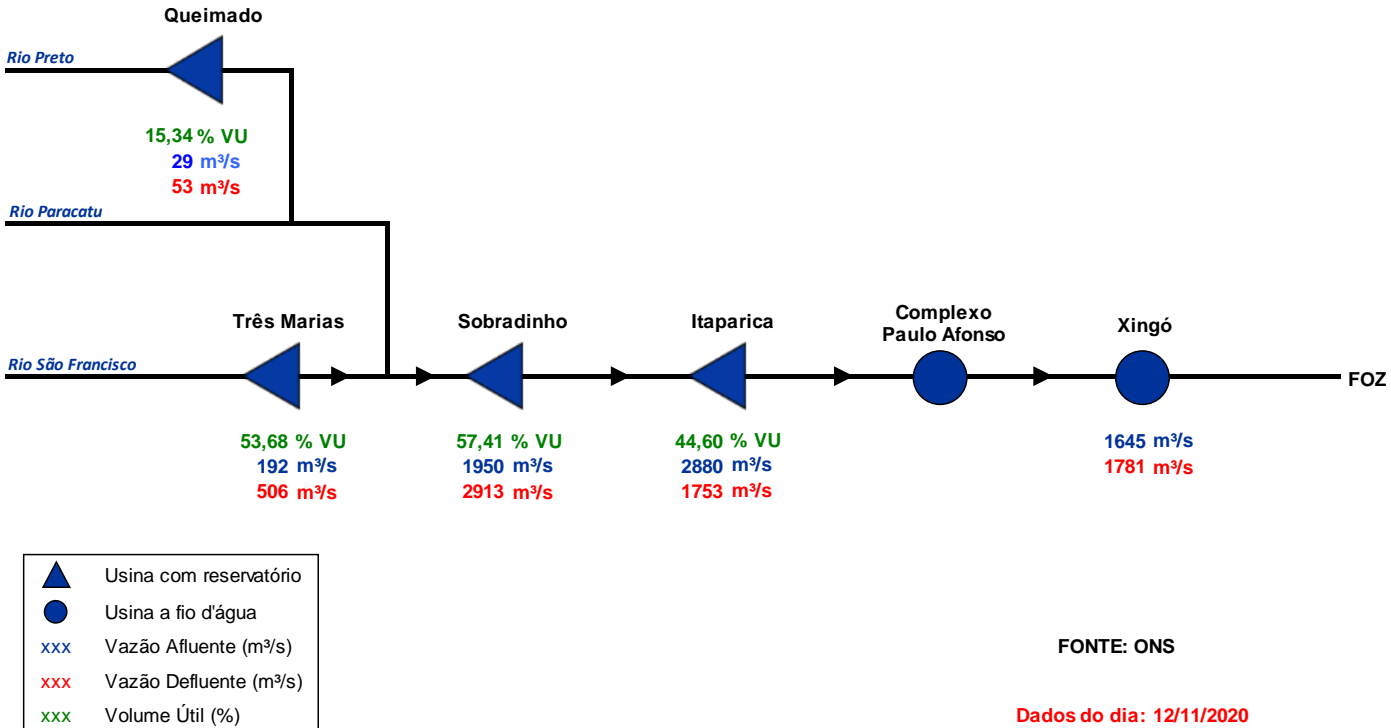 Queimado
Rio Preto
15,34 % VU
29 m³/s
53 m³/s
Rio Paracatu
Três Marias
Sobradinho
Itaparica
Complexo
Paulo Afonso
Xingó
Rio São Francisco
FOZ
53,68 % VU
192 m³/s
506 m³/s
57,41 % VU
1950 m³/s
2913 m³/s
44,60 % VU
2880 m³/s
1753 m³/s
1645 m³/s
1781 m³/s
Usina com reservatório
Usina a fio d'água
xxx Vazão Afluente (m³/s)
xxx Vazão Defluente (m³/s)
xxx Volume Útil (%)
FONTE: ONS
Dados do dia: 12/11/2020